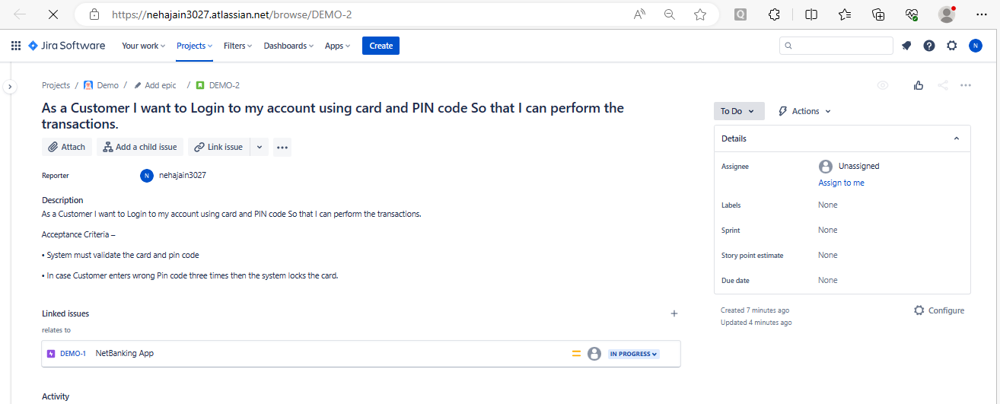 https://nehajain3027.atlassian.net/browse/DEMO-2
Jira Software Your work Projects Filters Dashboards Apps Create N
Projects / Demo / Add epic / DEMO-2
As a Customer I want to Login to my account using card and PIN code So that I can perform the
transactions.
To Do Actions
Attach Add a child issue Link issue
Details
Reporter N nehajain3027
Assignee Unassigned
Assign to me
Description
As a Customer I want to Login to my account using card and PIN code So that I can perform the transactions.
Labels None
Acceptance Criteria –
Sprint None
• System must validate the card and pin code
Story point estimate None
• In case Customer enters wrong Pin code three times then the system locks the card.
Due date None
Linked issues
Created 7 minutes ago Configure
Updated 4 minutes ago
relates to
DEMO-1 NetBanking App IN PROGRESS
Activity